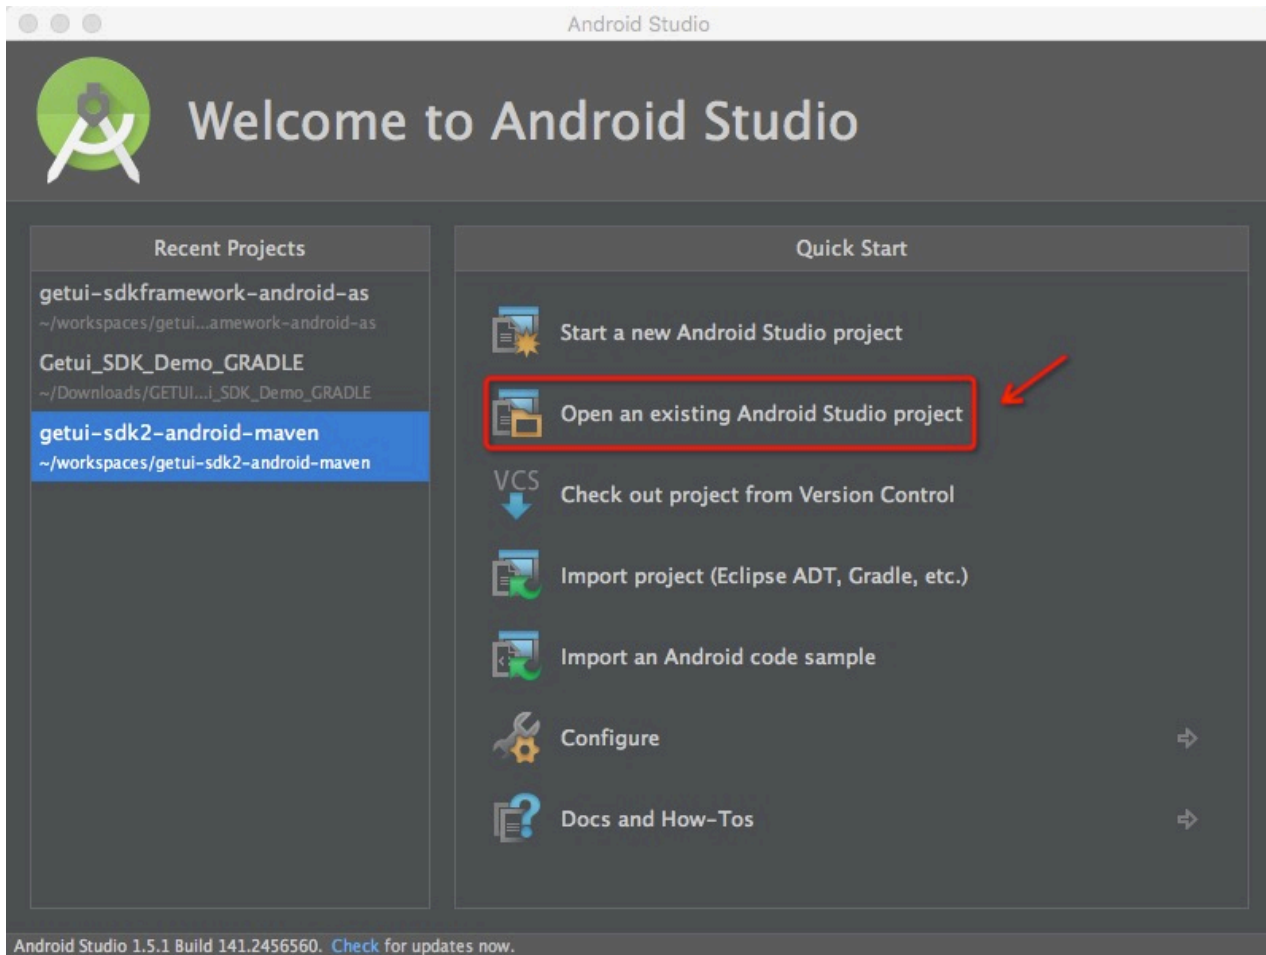 Android Studio
Welcome to Android Studio
Recent Projects
getui-sdkframework-android-as
~/workspaces/getui...amework-android-as
Getui_SDK_Demo_GRADLE
~/Downloads/GETUI...i_SDK_Demo_GRADLE
getui-sdk2-android-maven
~/workspaces/getui-sdk2-android-maven
Quick Start
Start a new Android Studio project
Open an existing Android Studio project
VCS
Check out project from Version Control
Import project (Eclipse ADT, Gradle, etc.)
Import an Android code sample
Configure
Docs and How-Tos
Android Studio 1.5.1 Build 141.2456560. Check for updates now.